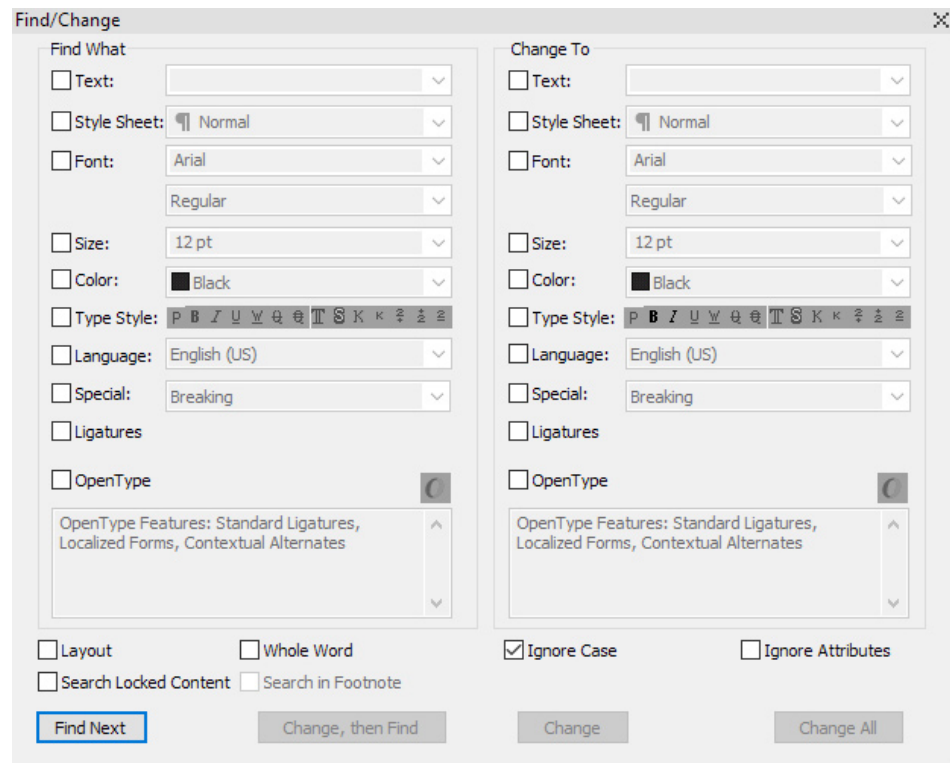 Find/Change
Find What
Text:
Style Sheet: ¶ Normal
Font: Arial
Regular
Size: 12 pt
Color: Black
Type Style: P B I U W
Language: English (US)
Special: Breaking
Ligatures
OpenType
OpenType Features: Standard Ligatures,
Localized Forms, Contextual Alternates
Change To
Text:
Style Sheet: ¶ Normal
Font: Arial
Regular
Size: 12 pt
Color: Black
Type Style: P B I U W
Language: English (US)
Special: Breaking
Ligatures
OpenType
OpenType Features: Standard Ligatures,
Localized Forms, Contextual Alternates
Layout Whole Word Ignore Case Ignore Attributes
Search Locked Content Search in Footnote
Find Next Change, then Find Change Change All